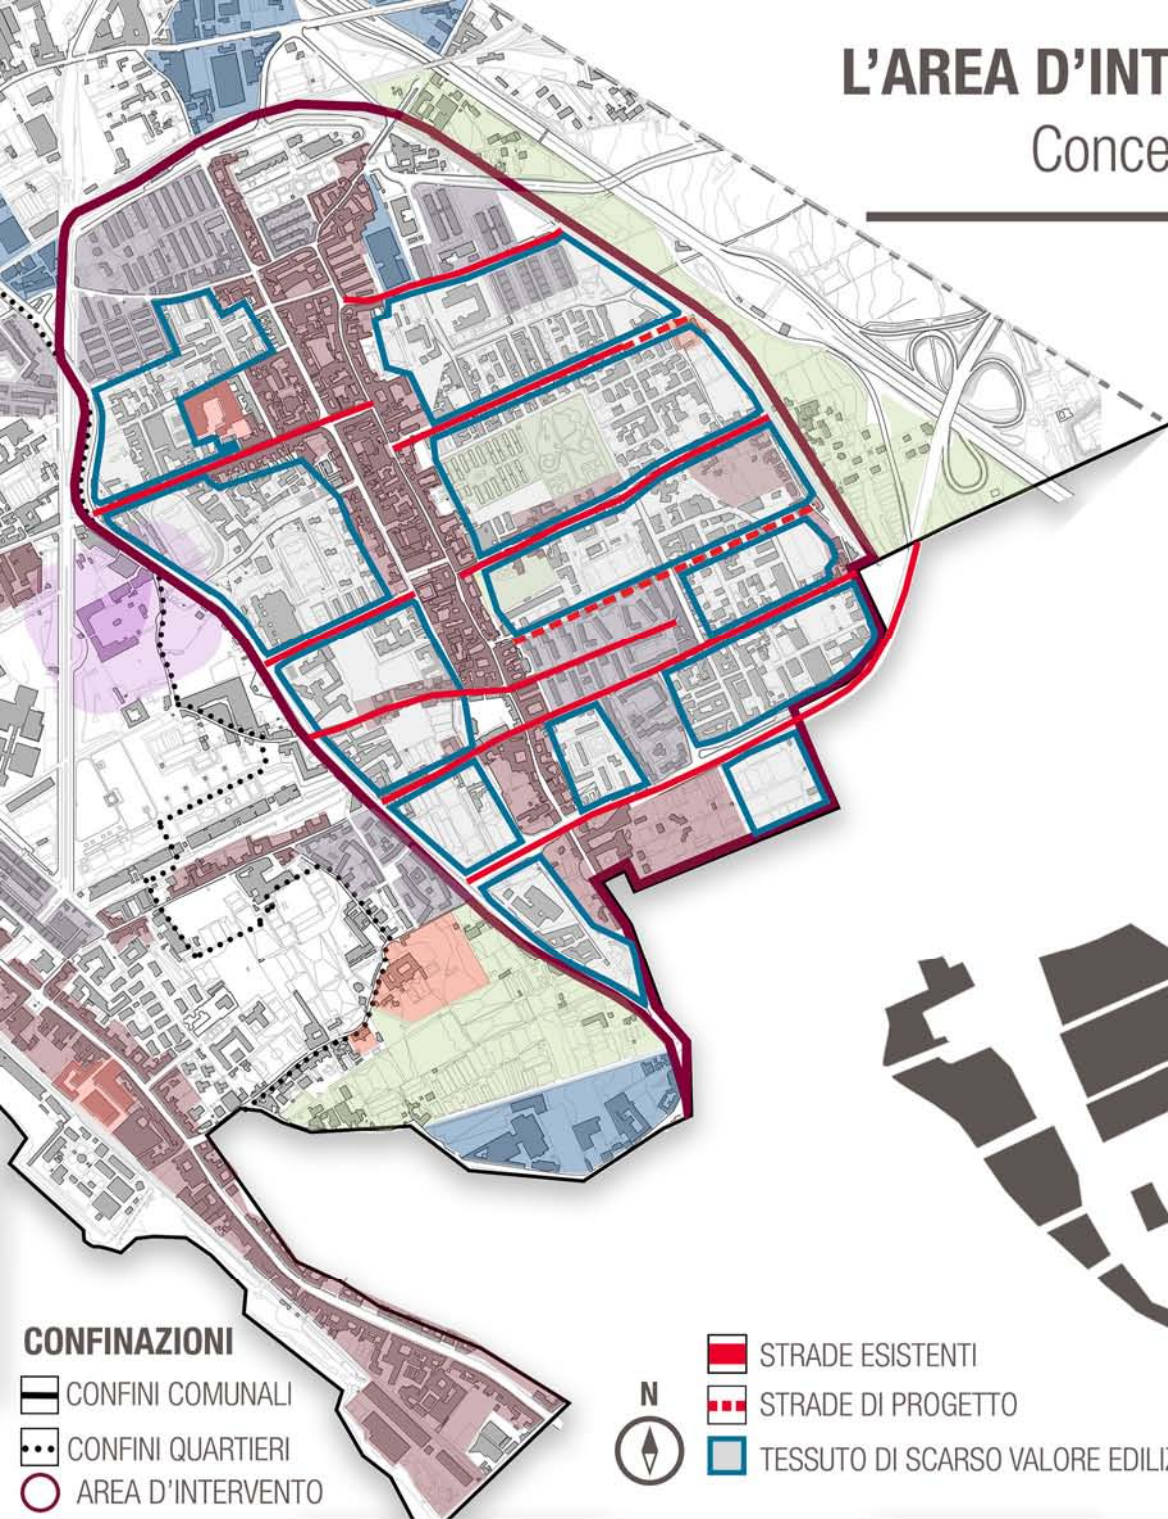 L'AREA D'INT
Conce
CONFINAZIONI
CONFINI COMUNALI
CONFINI QUARTIERI
AREA D'INTERVENTO
N
STRADE ESISTENTI
STRADE DI PROGETTO
TESSUTO DI SCARSO VALORE EDILIZ